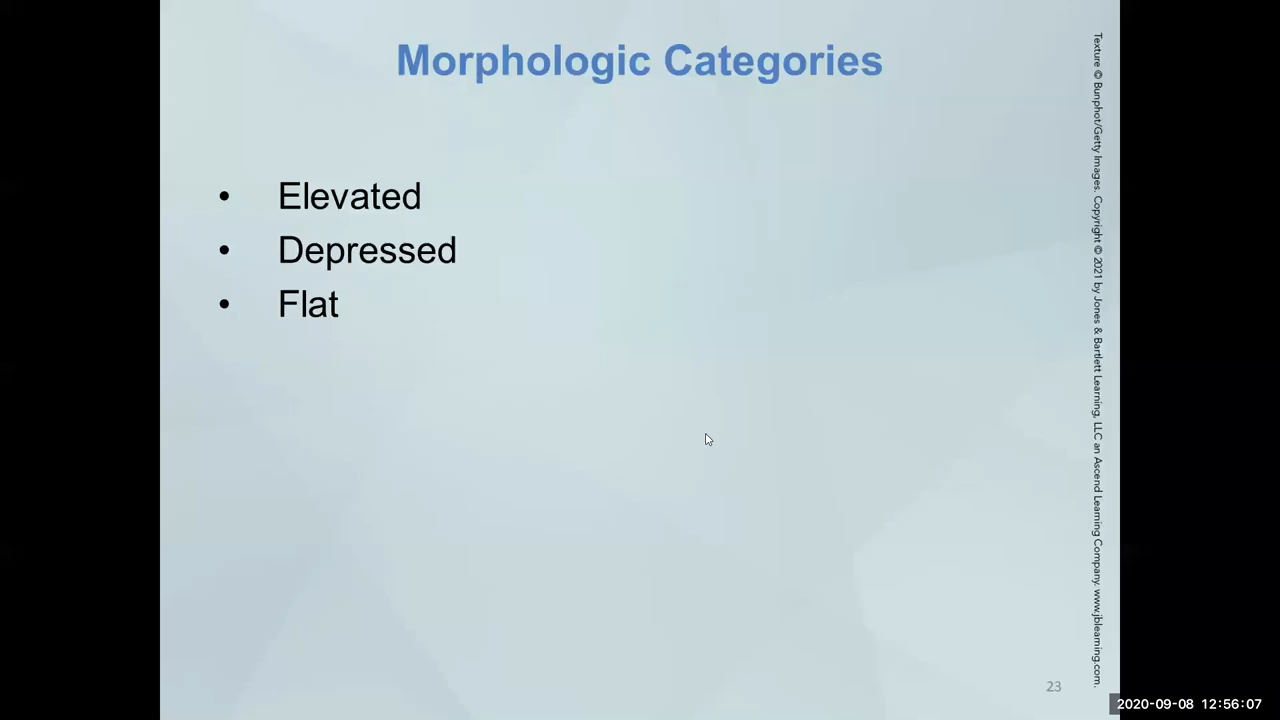 Morphologic Categories
• Elevated
• Depressed
• Flat
Texture © Bunphot/Getty Images. Copyright © 2021 by Jones & Bartlett Learning, LLC an Ascend Learning Company. www.jblearning.com.
23
2020-09-08 12:56:07